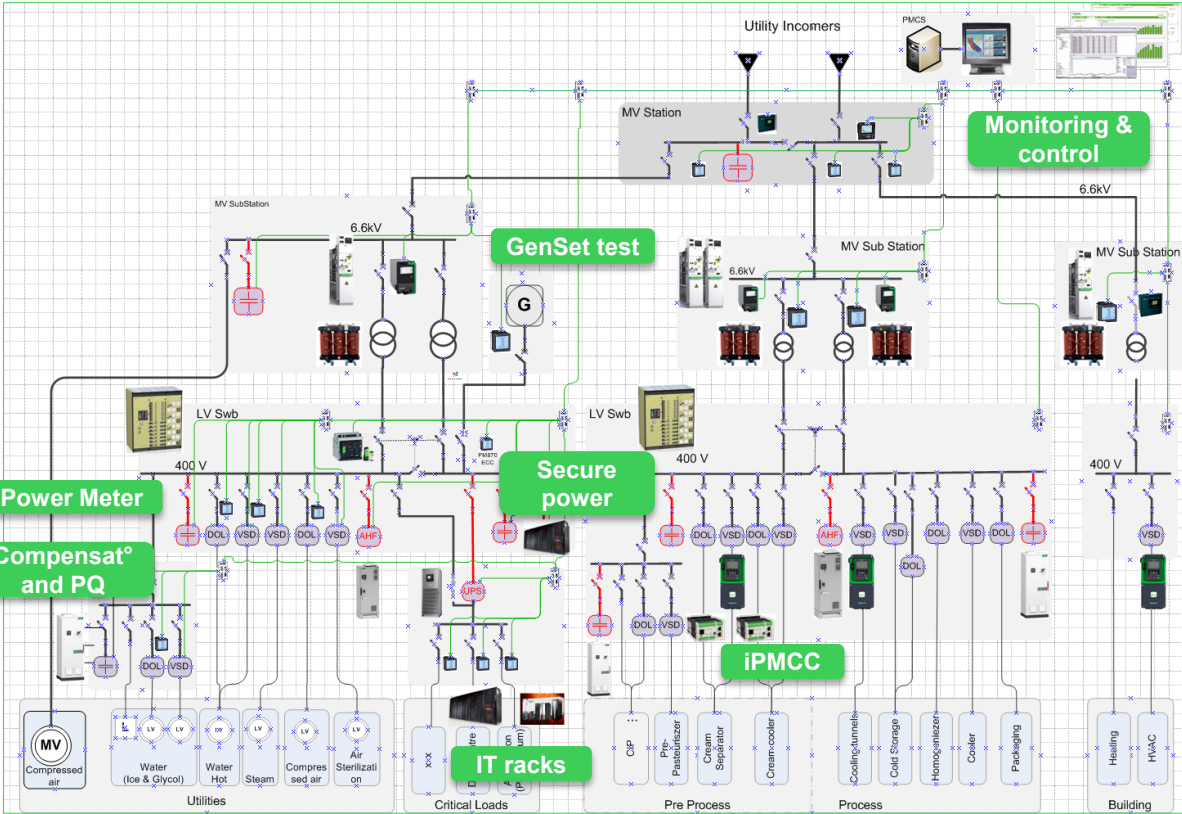 Utility Incomers
PMCS
MV Station
Monitoring &
control
6.6kV
MV SubStation
6.6kV
GenSet test
G
6.6kV
MV Sub Station
MV Sub Station
LV Swb
400 V
PM870
ECC
LV Swb
400 V
400 V
Secure
power
Power Meter
DOL
VSD
VSD
DOL
VSD
AHF
DOL
VSD
DOL
VSD
AHF
VSD
VSD
DOL
VSD
DOL
VSD
DOL
Compensat°
and PQ
UPS
DOL
VSD
DOL
VSD
iPMCC
MV
Compressed
air
LV
LV
LV
LV
LV
Water
(Ice & Glycol)
Water
Hot
Steam
Compres
sed air
Air
Sterilizati
on
Utilities
x-x
IT racks
Critical Loads
...
CIP
Pre-
Pasteuriszer
Cream
Separator
Cream cooler
Pre Process
Cooling tunnels
Cold Storage
Homogeniezer
Cooler
Packaging
Process
Heating
HVAC
Building